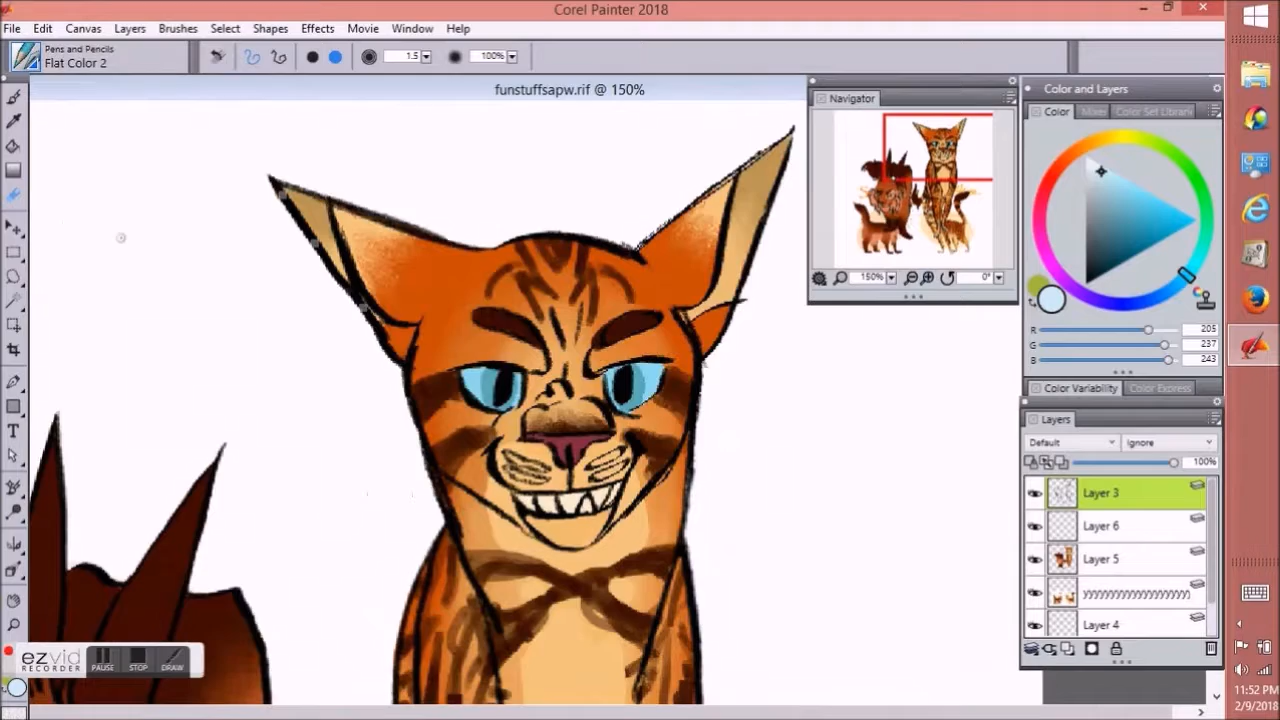 Corel Painter 2018
File Edit Canvas Layers Brushes Select Shapes Effects Movie Window Help
Pens and Pencils
Flat Color 2
1.5 100%
funstuffsapw.rif @ 150%
Navigator
150% 0°
Color and Layers
Color Mixer Color Set Librari
R 205
G 237
B 243
Color Variability Color Express
Layers
Default Ignore
100%
Layer 3
Layer 6
Layer 5
yyyyyyyyyyyyyyyyyyyy
Layer 4
ezvid
RECORDER
PAUSE STOP DRAW
T
11:52 PM
2/9/2018